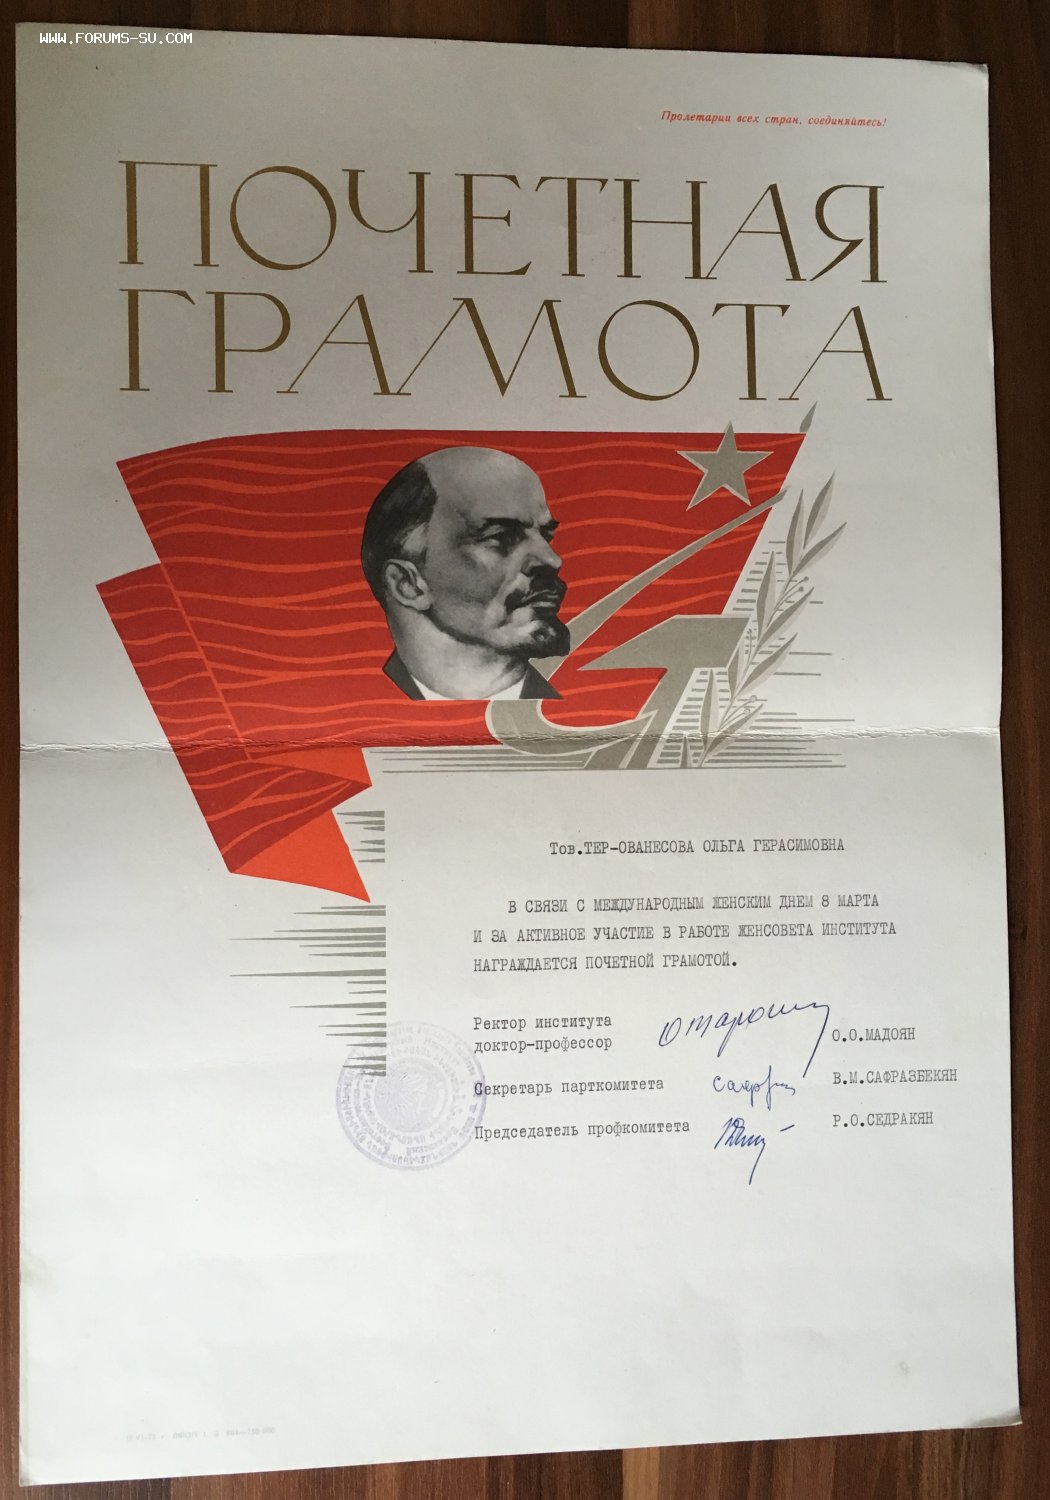 WWW.FORUMS-SU.COM
Пролетарии всех стран, соединяйтесь!
ПОЧЕТНАЯ
ГРАМОТА
Тов.ТЕР-ОВАНЕСОВА ОЛЬГА ГЕРАСИМОВНА
В СВЯЗИ С МЕЖДУНАРОДНЫМ ЖЕНСКИМ ДНЕМ 8 МАРТА
И ЗА АКТИВНОЕ УЧАСТИЕ В РАБОТЕ ЖЕНСОВЕТА ИНСТИТУТА
НАГРАЖДАЕТСЯ ПОЧЕТНОЙ ГРАМОТОЙ.
Ректор института
доктор-профессор
О.О.МАДОЯН
Секретарь парткомитета
В.М.САФРАЗБЕКЯН
Председатель профкомитета
Р.О.СЕДРАКЯН